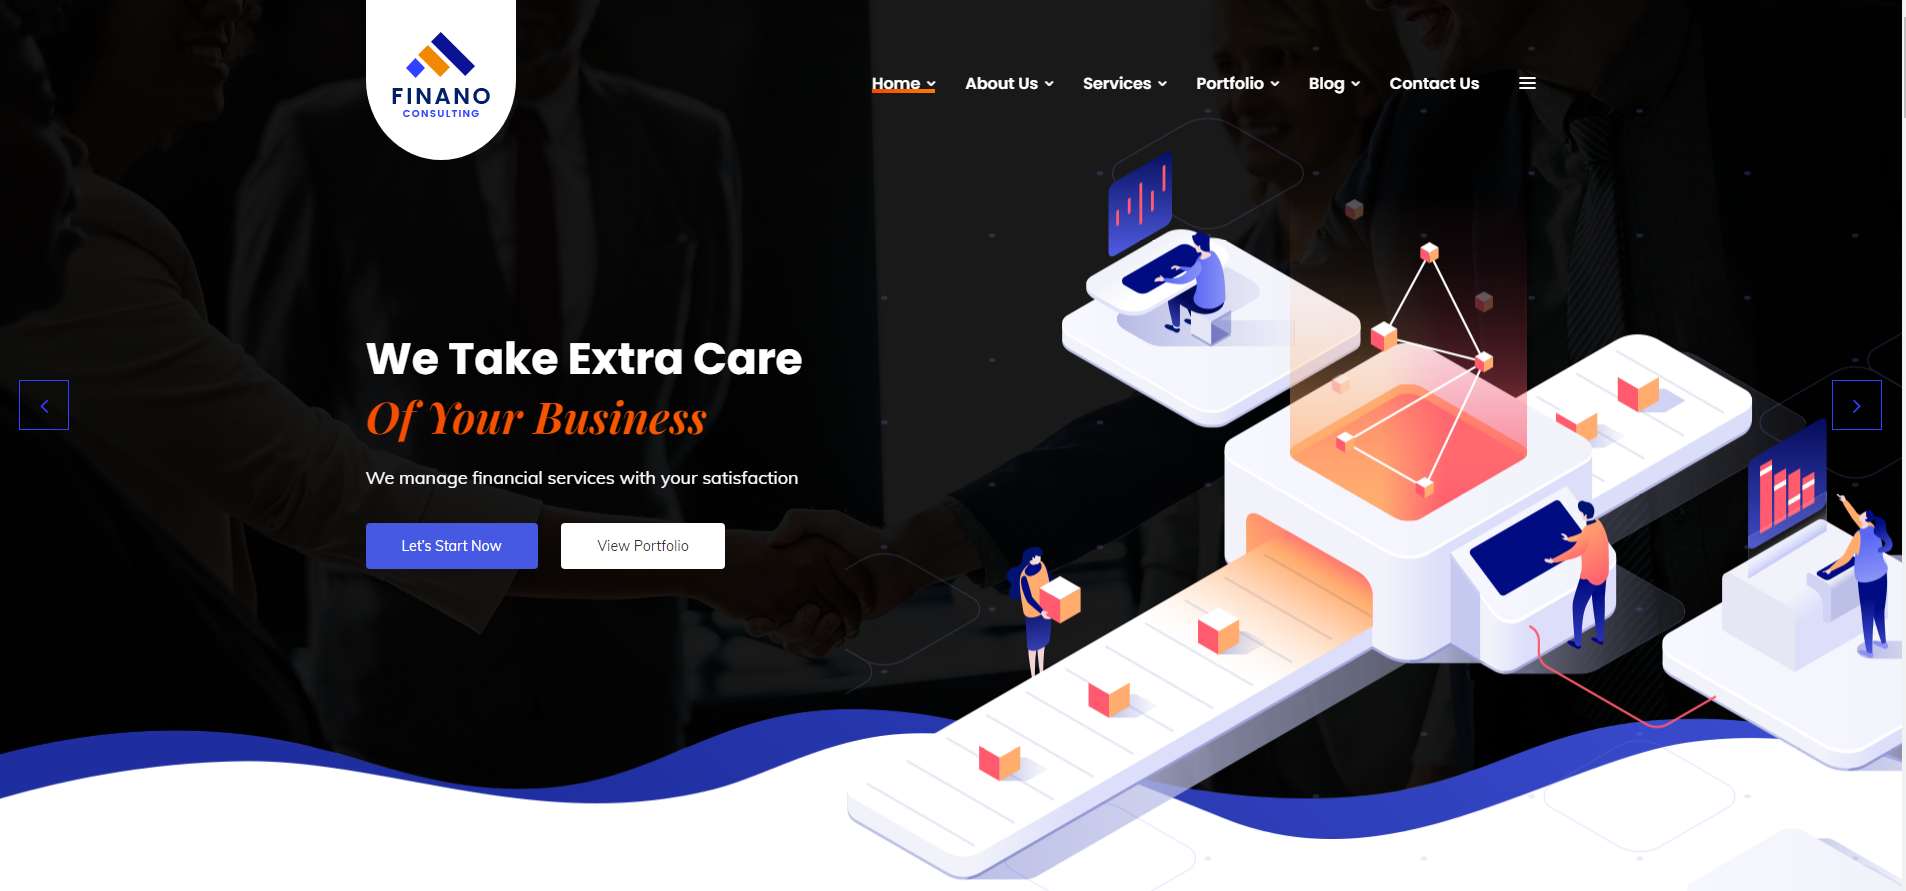 FINANO
CONSULTING
Home
About Us
Services
Portfolio
Blog
Contact Us
We Take Extra Care
Of Your Business
We manage financial services with your satisfaction
Let's Start Now
View Portfolio